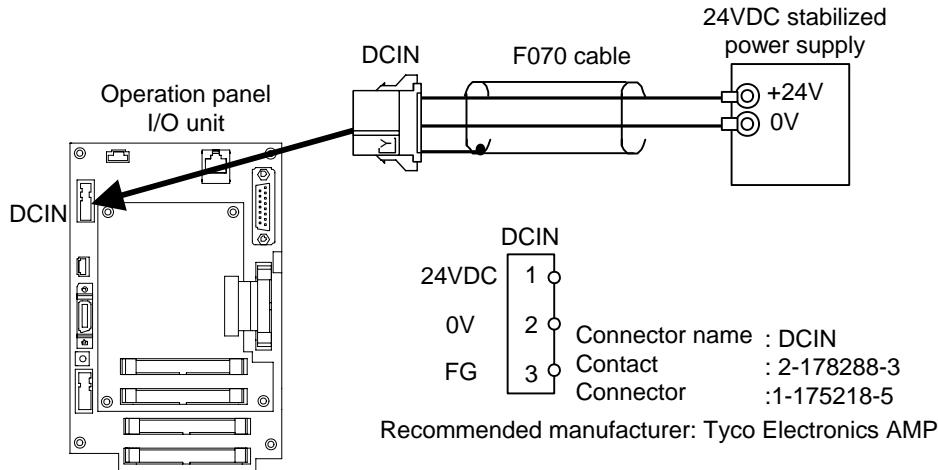 24VDC stabilized
power supply
DCIN
F070 cable
Operation panel
I/O unit
+24V
0V
Y
DCIN
DCIN
24VDC 1
0V 2
FG 3
Connector name : DCIN
Contact : 2-178288-3
Connector :1-175218-5
Recommended manufacturer: Tyco Electronics AMP